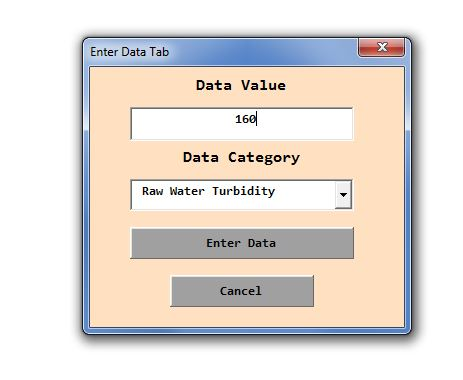 Enter Data Tab
Data Value
160
Data Category
Raw Water Turbidity
Enter Data
Cancel